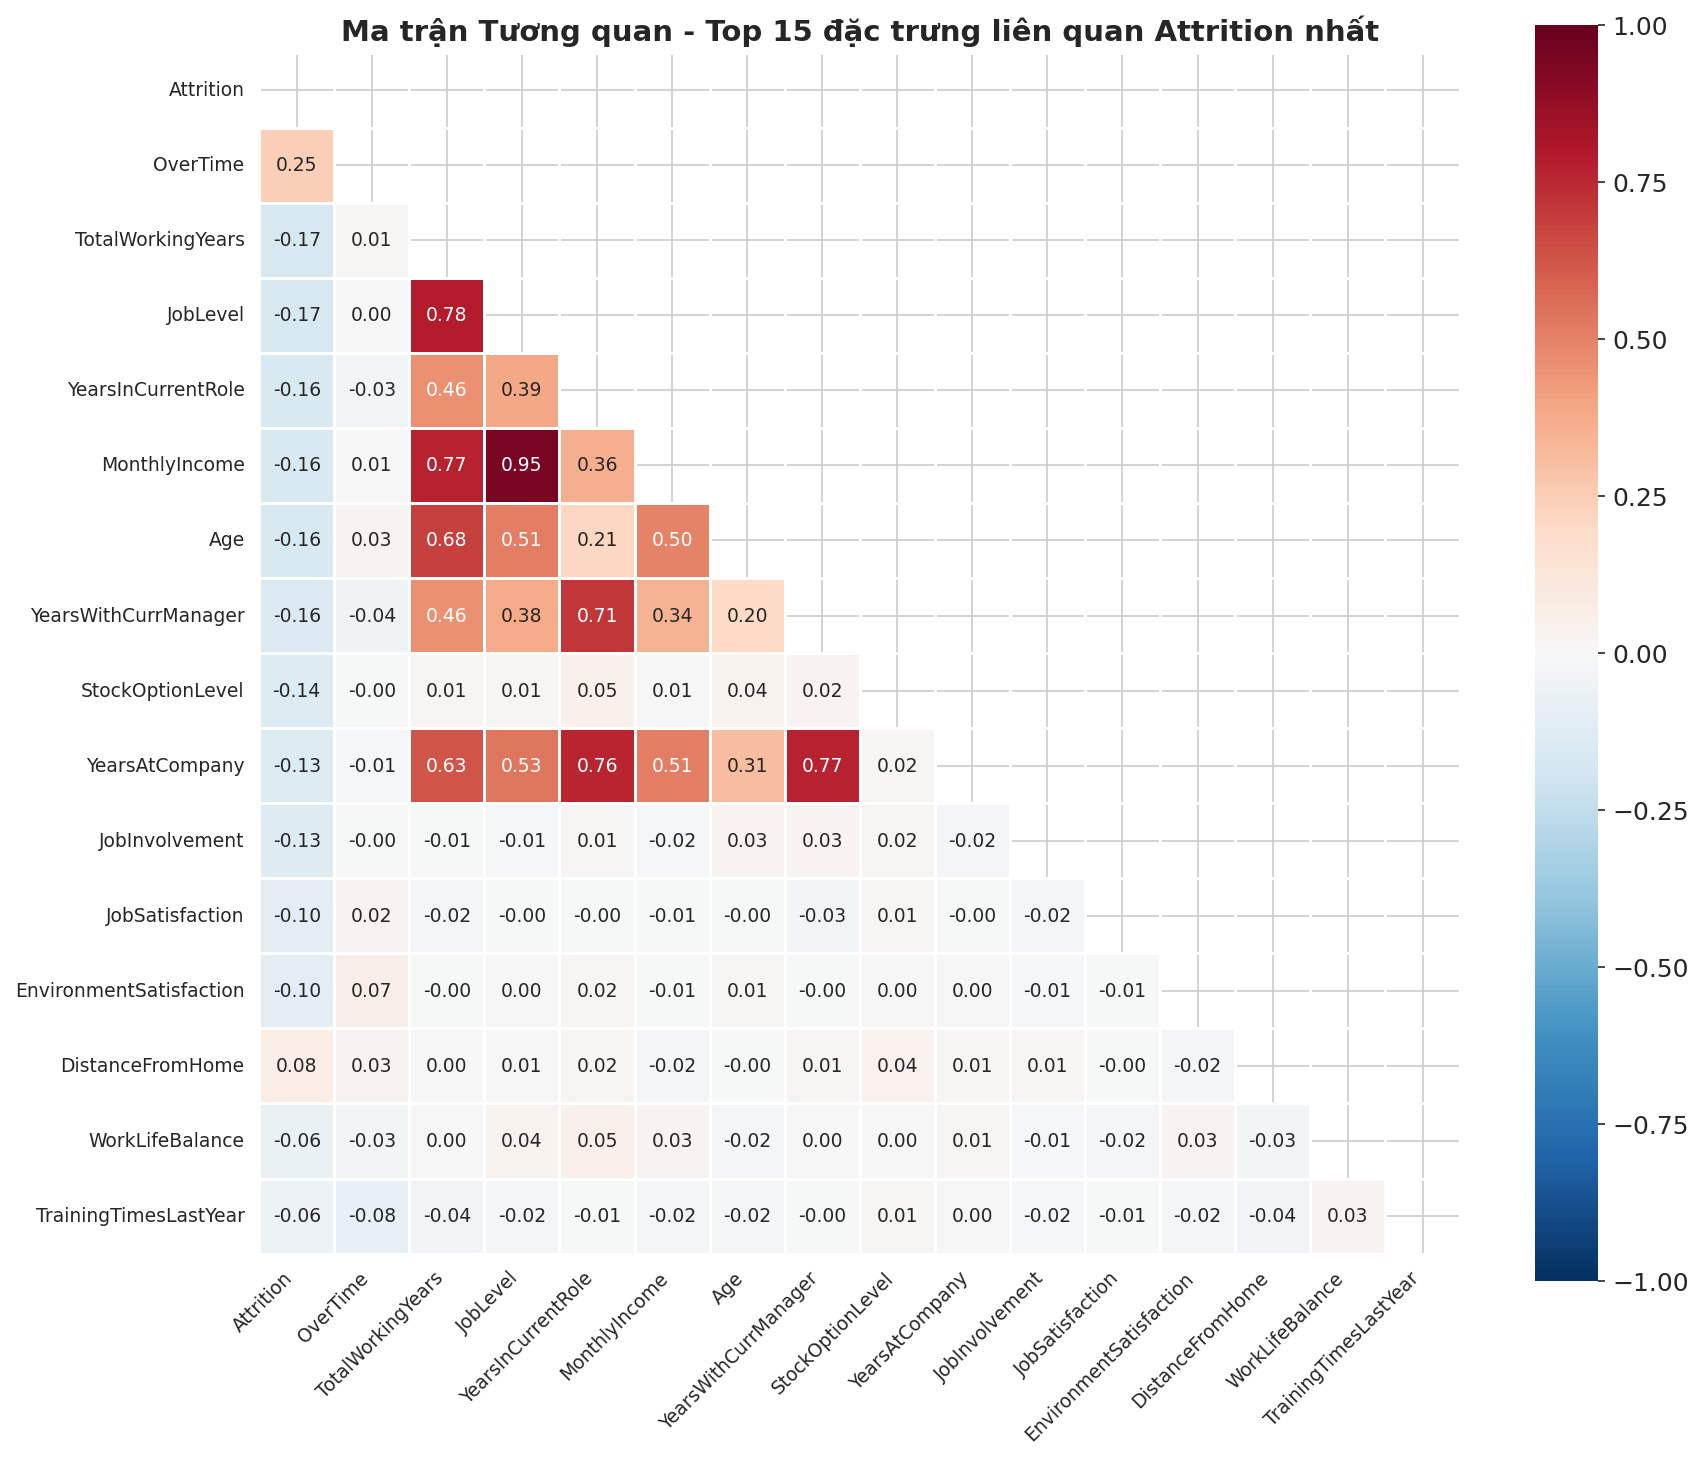 Ma trận Tương quan - Top 15 đặc trưng liên quan Attrition nhất
Attrition
OverTime 0.25
TotalWorkingYears -0.17 0.01
JobLevel -0.17 0.00 0.78
YearsInCurrentRole -0.16 -0.03 0.46 0.39
MonthlyIncome -0.16 0.01 0.77 0.95 0.36
Age -0.16 0.03 0.68 0.51 0.21 0.50
YearsWithCurrManager -0.16 -0.04 0.46 0.38 0.71 0.34 0.20
StockOptionLevel -0.14 -0.00 0.01 0.01 0.05 0.01 0.04 0.02
YearsAtCompany -0.13 -0.01 0.63 0.53 0.76 0.51 0.31 0.77 0.02
JobInvolvement -0.13 -0.00 -0.01 -0.01 0.01 -0.02 0.03 0.03 0.02 -0.02
JobSatisfaction -0.10 0.02 -0.02 -0.00 -0.00 -0.01 -0.00 -0.03 0.01 -0.00 -0.02
EnvironmentSatisfaction -0.10 0.07 -0.00 0.00 0.02 -0.01 0.01 -0.00 0.00 0.00 -0.01 -0.01
DistanceFromHome 0.08 0.03 0.00 0.01 0.02 -0.02 -0.00 0.01 0.04 0.01 0.01 -0.00 -0.02
WorkLifeBalance -0.06 -0.03 0.00 0.04 0.05 0.03 -0.02 0.00 0.00 0.01 -0.01 -0.02 0.03 -0.03
TrainingTimesLastYear -0.06 -0.08 -0.04 -0.02 -0.01 -0.02 -0.02 -0.00 0.01 0.00 -0.02 -0.01 -0.02 -0.04 0.03
Attrition
OverTime
TotalWorkingYears
JobLevel
YearsInCurrentRole
MonthlyIncome
Age
YearsWithCurrManager
StockOptionLevel
YearsAtCompany
JobInvolvement
JobSatisfaction
EnvironmentSatisfaction
DistanceFromHome
WorkLifeBalance
TrainingTimesLastYear
1.00
0.75
0.50
0.25
0.00
−0.25
−0.50
−0.75
−1.00